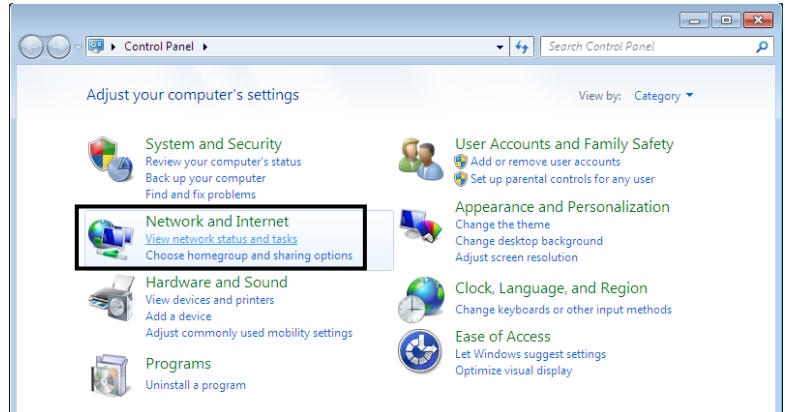 Control Panel
Search Control Panel
Adjust your computer's settings
View by: Category
System and Security
Review your computer's status
Back up your computer
Find and fix problems
Network and Internet
View network status and tasks
Choose homegroup and sharing options
Hardware and Sound
View devices and printers
Add a device
Adjust commonly used mobility settings
Programs
Uninstall a program
User Accounts and Family Safety
Add or remove user accounts
Set up parental controls for any user
Appearance and Personalization
Change the theme
Change desktop background
Adjust screen resolution
Clock, Language, and Region
Change keyboards or other input methods
Ease of Access
Let Windows suggest settings
Optimize visual display